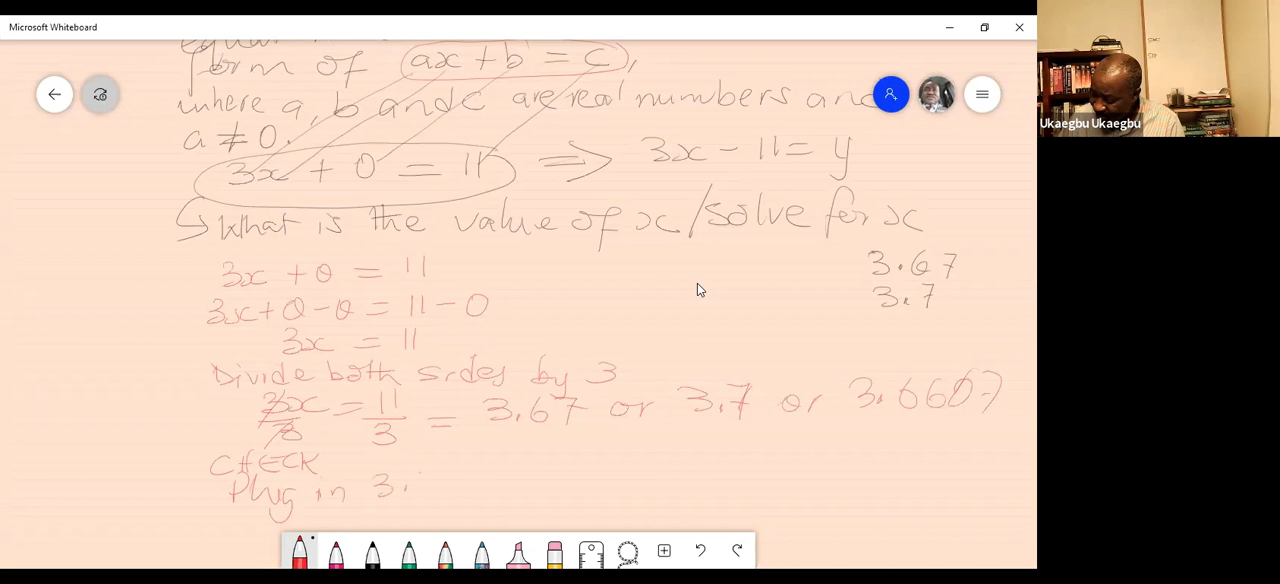 Microsoft Whiteboard
form of ax + b = c,
where a, b and c are real numbers and
a ≠ 0.
3x + 0 = 11 ⟹ 3x - 11 = y
What is the value of x/solve for x
3x + 0 = 11
3x + 0 - 0 = 11 - 0
3x = 11
Divide both sides by 3
3x/3 = 11/3 = 3.67 or 3.7 or 3.6667
CHECK
Plug in 3.
3.67
3.7
Ukaegbu Ukaegbu